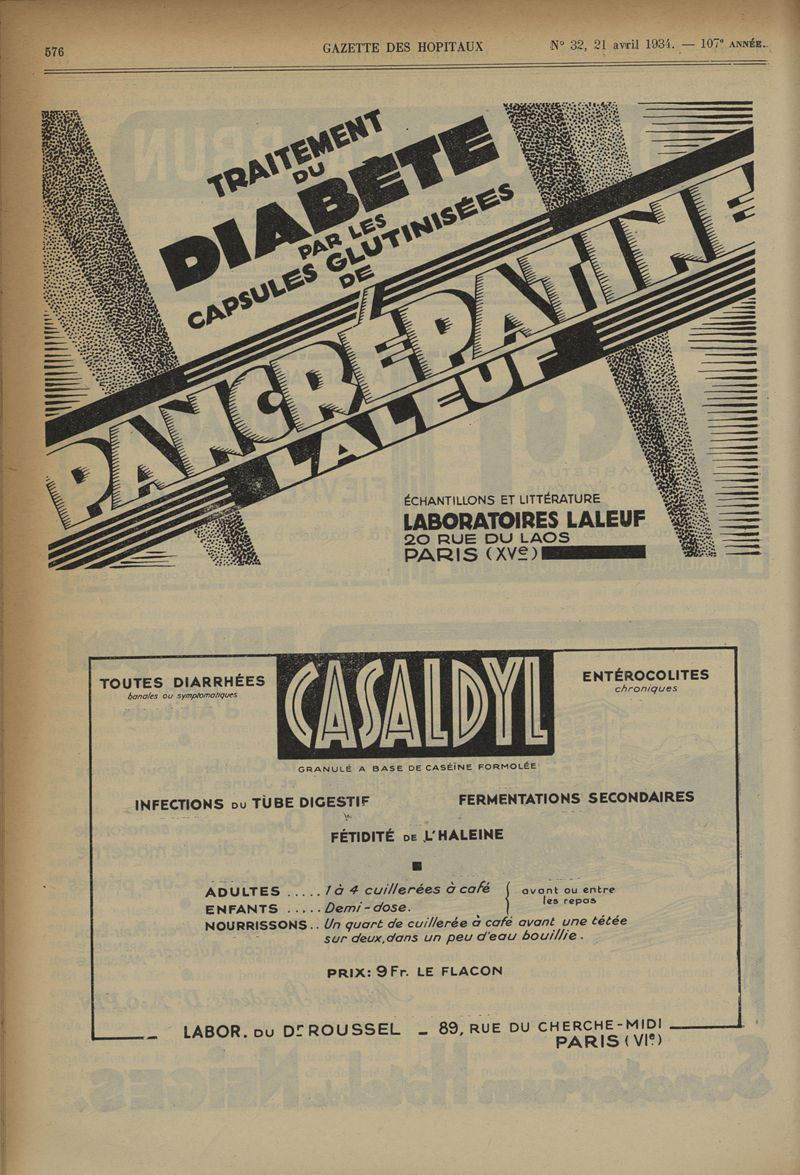 576
GAZETTE DES HOPITAUX
N° 32, 21 avril 1934. — 107e ANNÉE.
TRAITEMENT
DU
DIABÈTE
PAR LES
CAPSULES GLUTINISÉES
DE
PANCRÉPATINE
LALEUF
ÉCHANTILLONS ET LITTÉRATURE
LABORATOIRES LALEUF
20 RUE DU LAOS
PARIS (XVe)
TOUTES DIARRHÉES
banales ou symptomatiques
CASALDYL
ENTÉROCOLITES
chroniques
GRANULÉ A BASE DE CASÉINE FORMOLÉE
INFECTIONS DU TUBE DIGESTIF
FERMENTATIONS SECONDAIRES
FÉTIDITÉ DE L'HALEINE
ADULTES ..... 1 à 4 cuillerées à café { avant ou entre
ENFANTS ..... Demi-dose. } les repos
NOURRISSONS .. Un quart de cuillerée à café avant une tétée
sur deux, dans un peu d'eau bouillie.
PRIX: 9 Fr. LE FLACON
LABOR. DU Dr ROUSSEL _ 89, RUE DU CHERCHE-MIDI
PARIS (VIe)